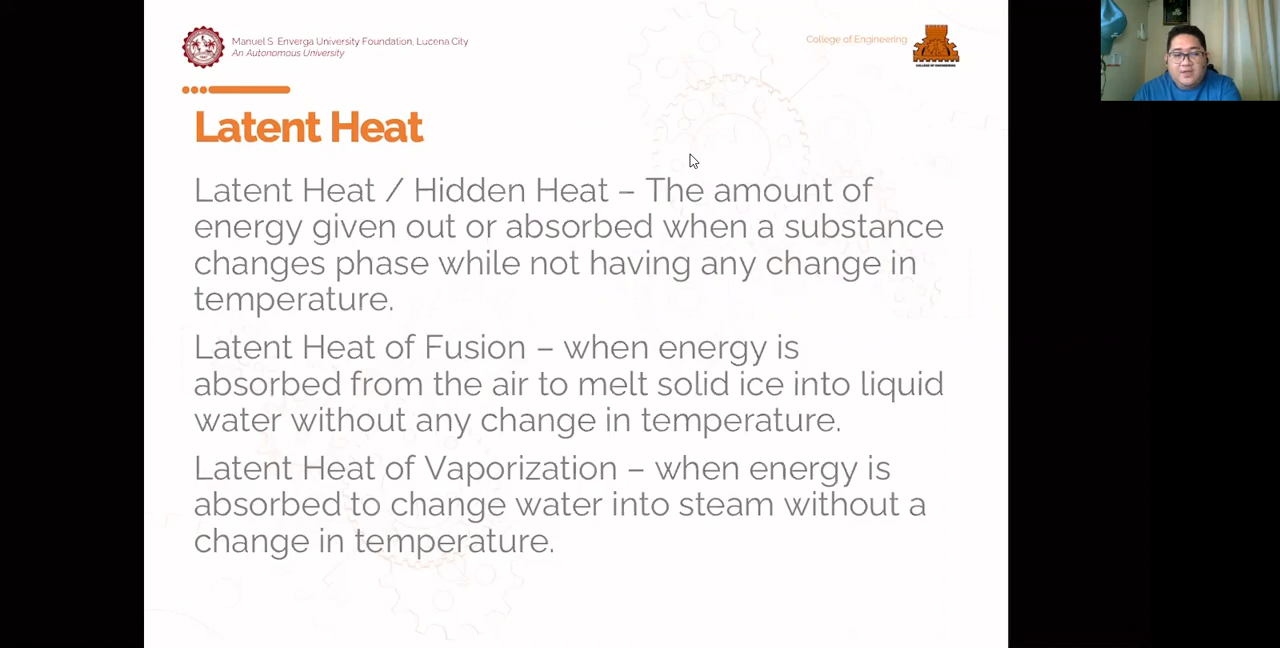 Manuel S. Enverga University Foundation, Lucena City
An Autonomous University
College of Engineering
COLLEGE OF ENGINEERING
Latent Heat
Latent Heat / Hidden Heat – The amount of
energy given out or absorbed when a substance
changes phase while not having any change in
temperature.
Latent Heat of Fusion – when energy is
absorbed from the air to melt solid ice into liquid
water without any change in temperature.
Latent Heat of Vaporization – when energy is
absorbed to change water into steam without a
change in temperature.